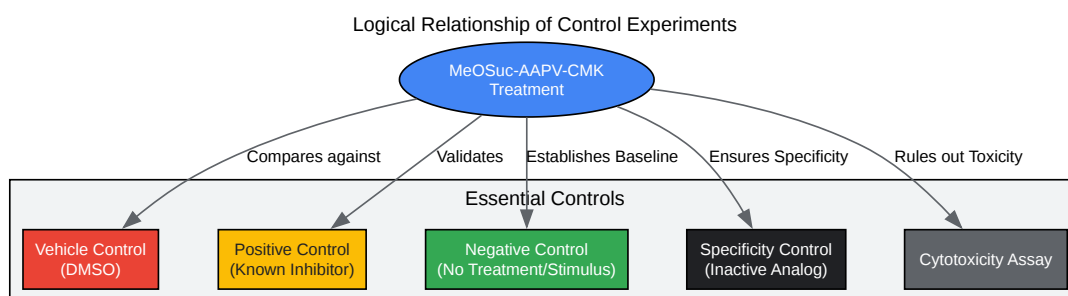 Logical Relationship of Control Experiments
MeOSuc-AAPV-CMK
Treatment
Compares against
Validates
Establishes Baseline
Ensures Specificity
Rules out Toxicity
Essential Controls
Vehicle Control
(DMSO)
Positive Control
(Known Inhibitor)
Negative Control
(No Treatment/Stimulus)
Specificity Control
(Inactive Analog)
Cytotoxicity Assay